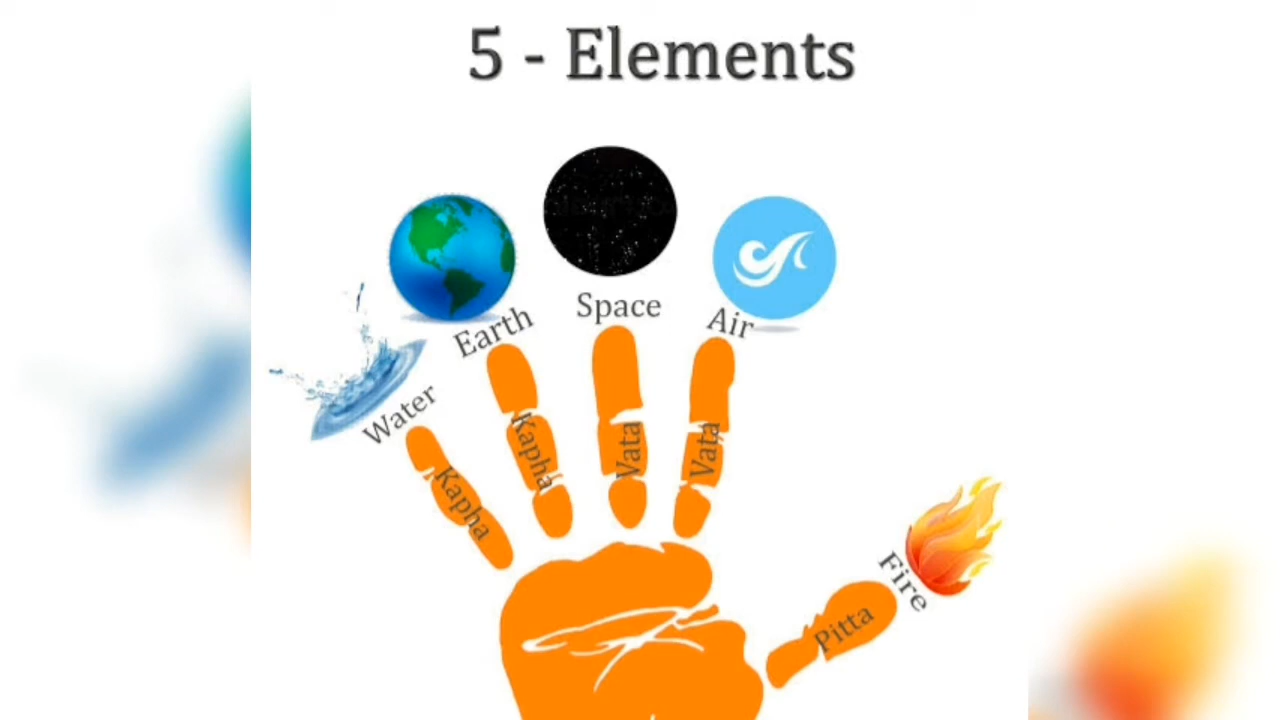 5 - Elements
Space
Earth
Air
Water
Kapha
Kapha
Vata
Vata
Fire
Pitta